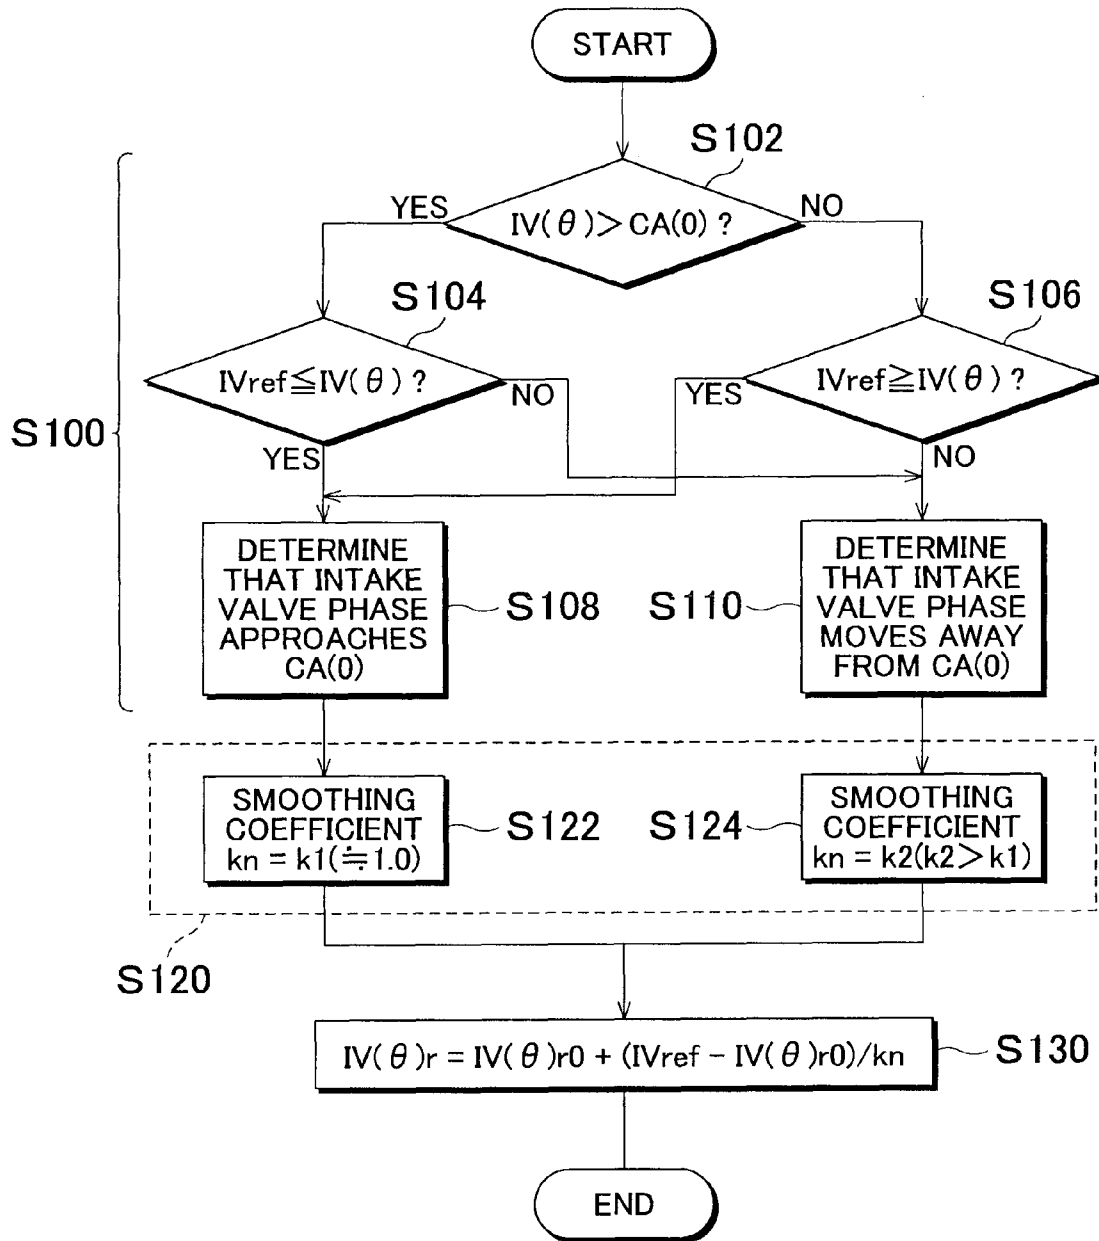 START
S102
YES
NO
IV(θ)> CA(0) ?
S104
S106
IVref≦IV(θ) ?
NO
YES
IVref≧IV(θ) ?
S100
YES
NO
DETERMINE
THAT INTAKE
VALVE PHASE
APPROACHES
CA(0)
S108
S110
DETERMINE
THAT INTAKE
VALVE PHASE
MOVES AWAY
FROM CA(0)
SMOOTHING
COEFFICIENT
kn = k1(≒1.0)
S122
S124
SMOOTHING
COEFFICIENT
kn = k2(k2> k1)
S120
IV(θ)r = IV(θ)r0 + (IVref - IV(θ)r0)/kn
S130
END